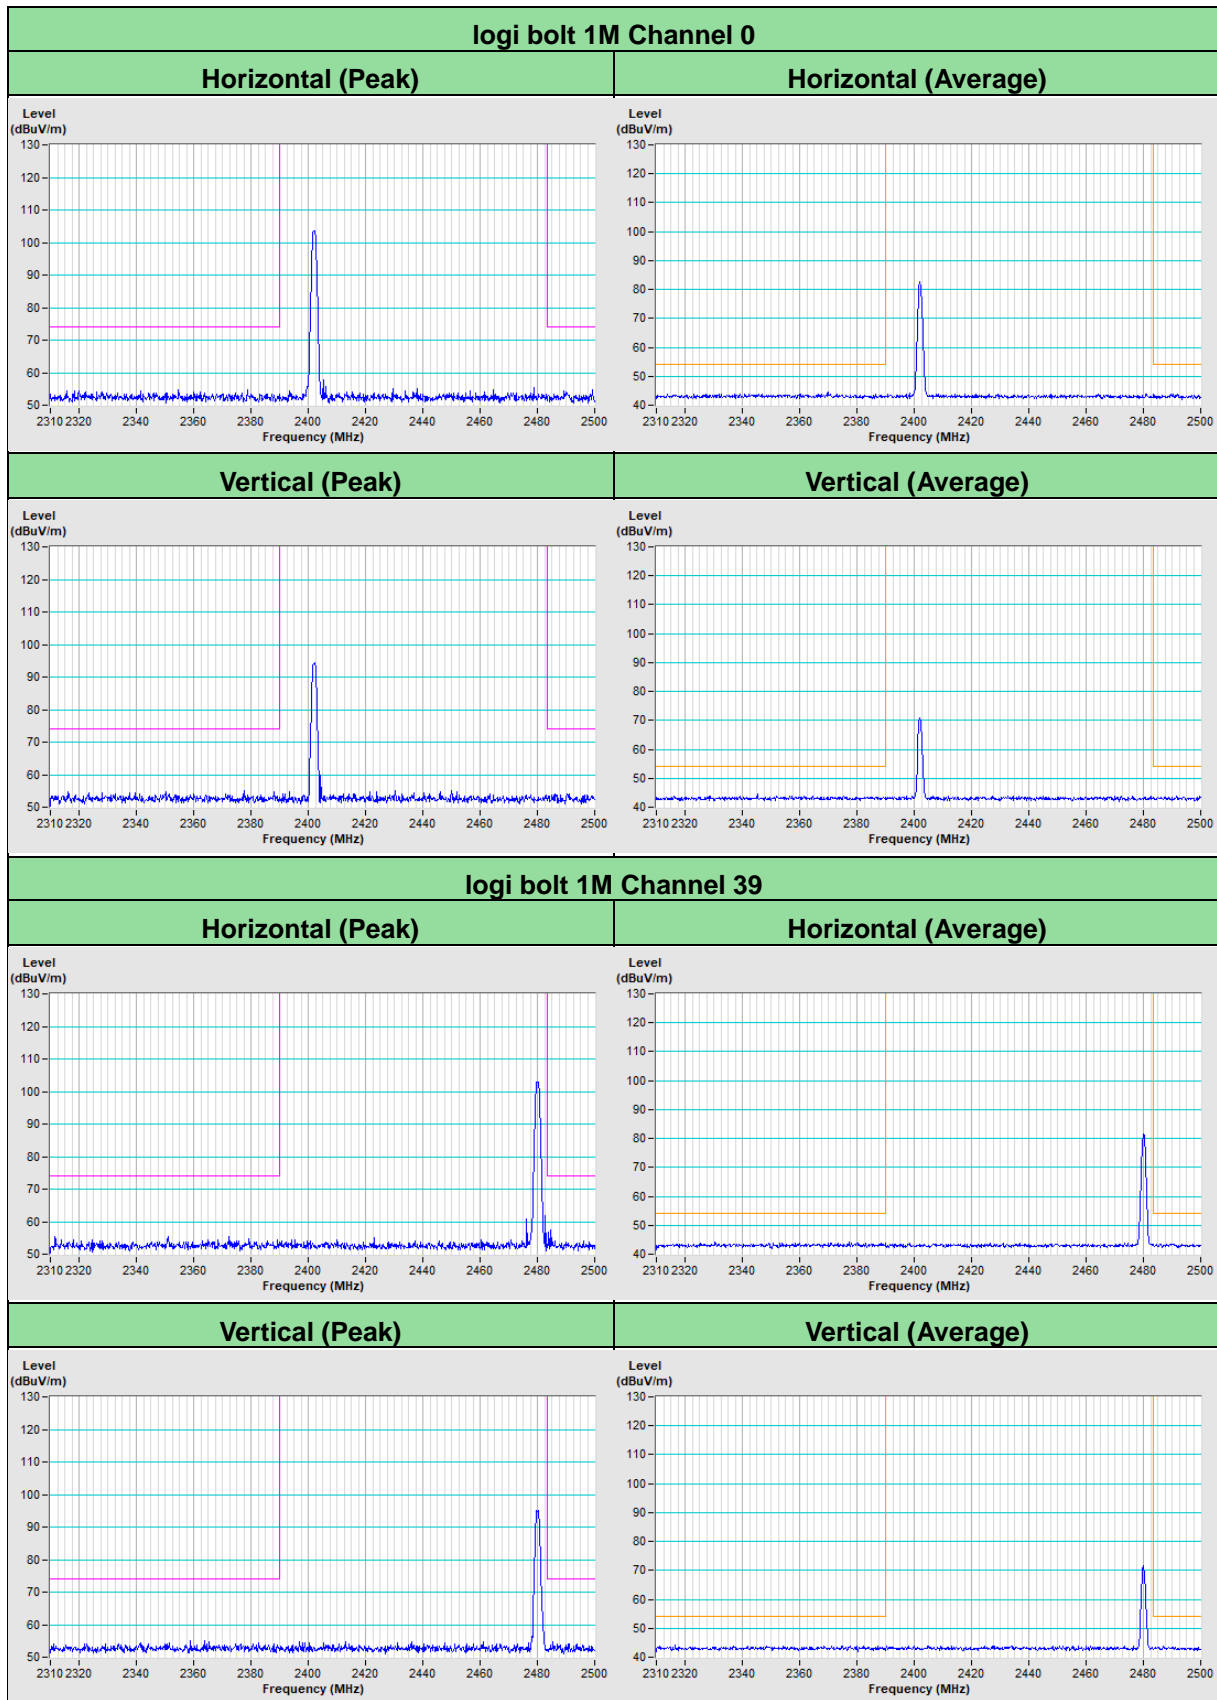 logi bolt 1M Channel 0
Horizontal (Peak) Horizontal (Average)
Level Level
(dBuV/m) (dBuV/m)
130 130
120 120
110 110
100 100
90 90
80 80
70 70
60 60
50 50
40
2310 2320 2340 2360 2380 2400 2420 2440 2460 2480 2500 2310 2320 2340 2360 2380 2400 2420 2440 2460 2480 2500
Frequency (MHz) Frequency (MHz)
Vertical (Peak) Vertical (Average)
Level Level
(dBuV/m) (dBuV/m)
130 130
120 120
110 110
100 100
90 90
80 80
70 70
60 60
50 50
40
2310 2320 2340 2360 2380 2400 2420 2440 2460 2480 2500 2310 2320 2340 2360 2380 2400 2420 2440 2460 2480 2500
Frequency (MHz) Frequency (MHz)
logi bolt 1M Channel 39
Horizontal (Peak) Horizontal (Average)
Level Level
(dBuV/m) (dBuV/m)
130 130
120 120
110 110
100 100
90 90
80 80
70 70
60 60
50 50
40
2310 2320 2340 2360 2380 2400 2420 2440 2460 2480 2500 2310 2320 2340 2360 2380 2400 2420 2440 2460 2480 2500
Frequency (MHz) Frequency (MHz)
Vertical (Peak) Vertical (Average)
Level Level
(dBuV/m) (dBuV/m)
130 130
120 120
110 110
100 100
90 90
80 80
70 70
60 60
50 50
40
2310 2320 2340 2360 2380 2400 2420 2440 2460 2480 2500 2310 2320 2340 2360 2380 2400 2420 2440 2460 2480 2500
Frequency (MHz) Frequency (MHz)